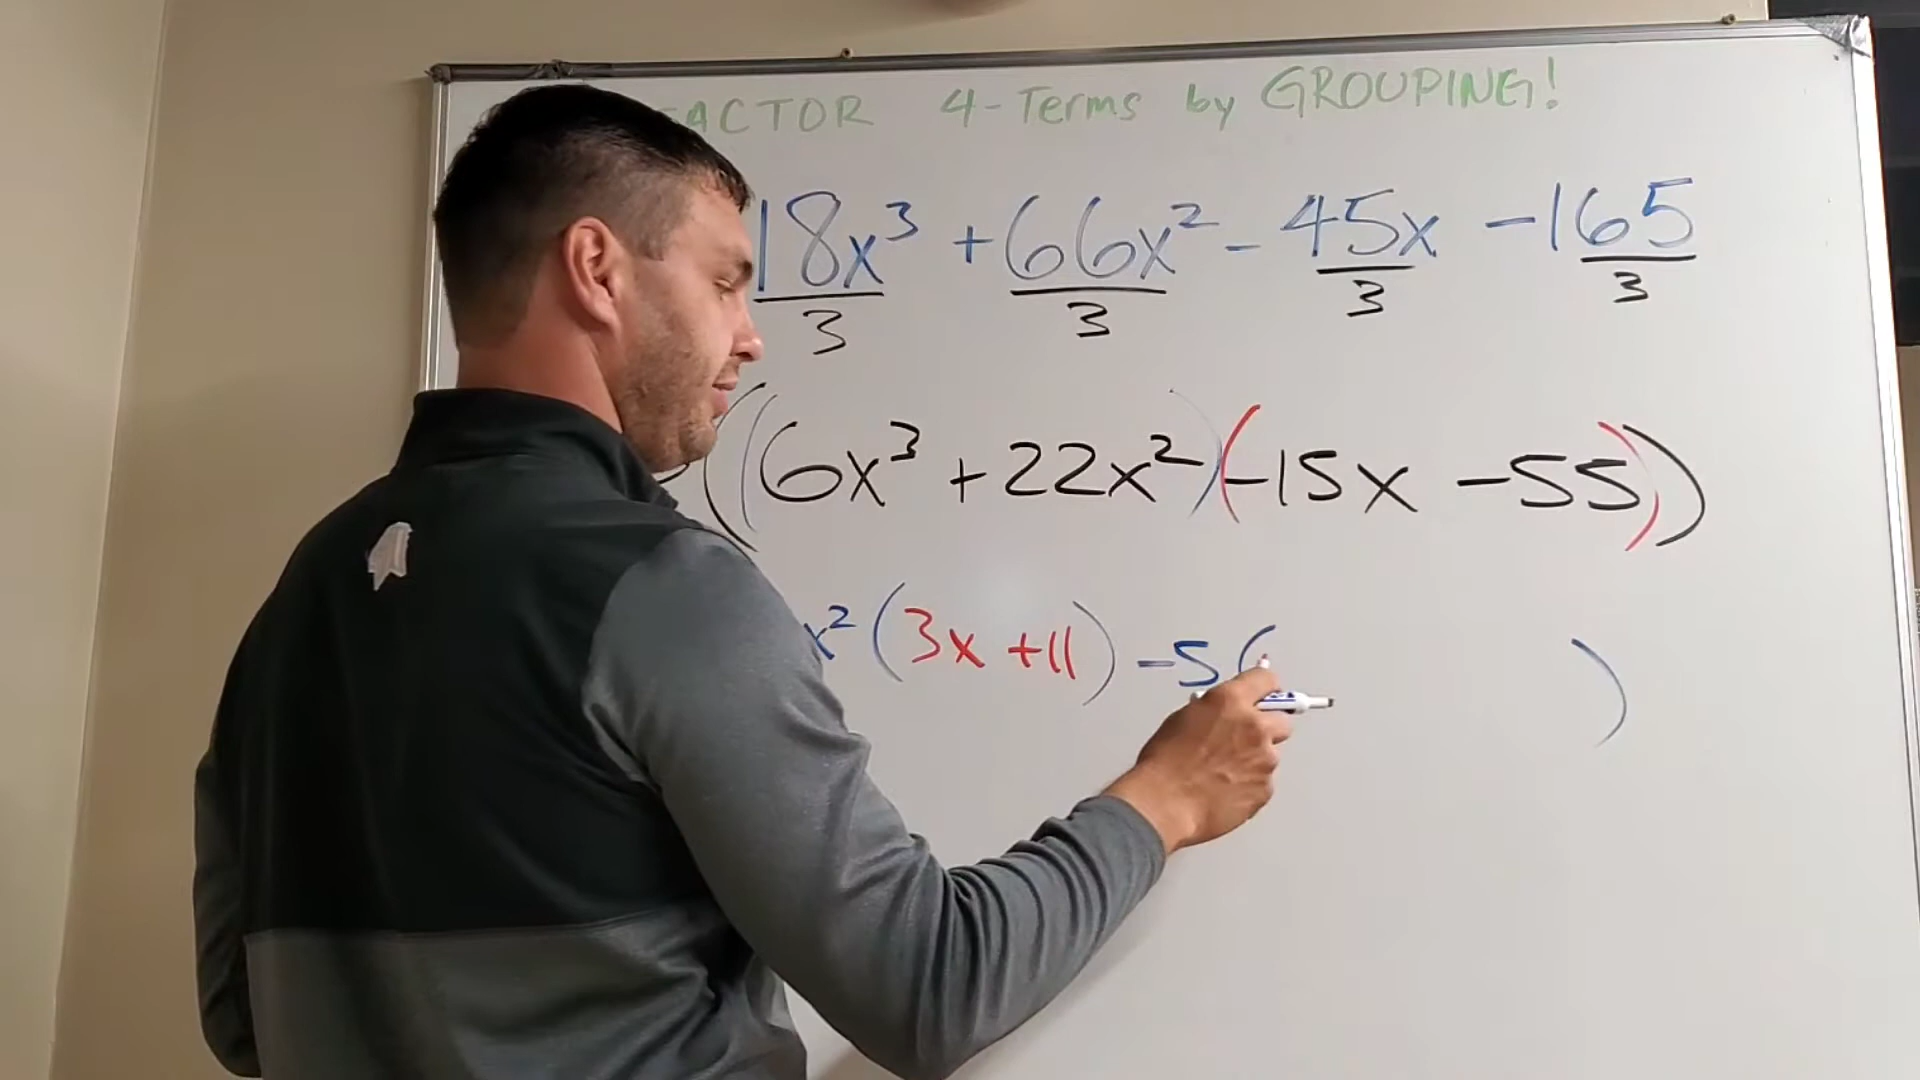 ACTOR 4-Terms by GROUPING!
18x³ + 66x² - 45x - 165
3 3 3 3
((6x³ + 22x²)(-15x - 55))
x² (3x + 11) - 5( )